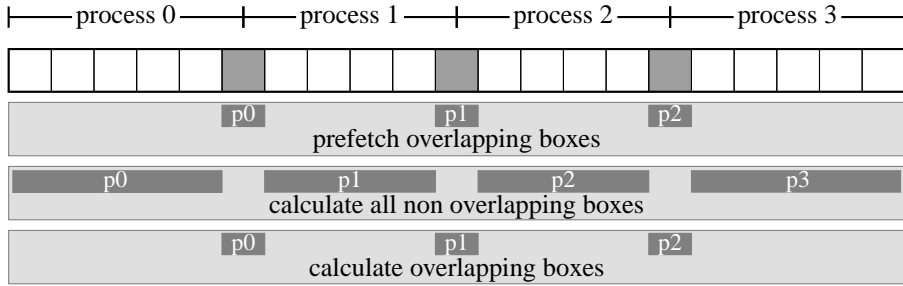 process 0 process 1 process 2 process 3
p0 p1 p2
prefetch overlapping boxes
p0 p1 p2 p3
calculate all non overlapping boxes
p0 p1 p2
calculate overlapping boxes